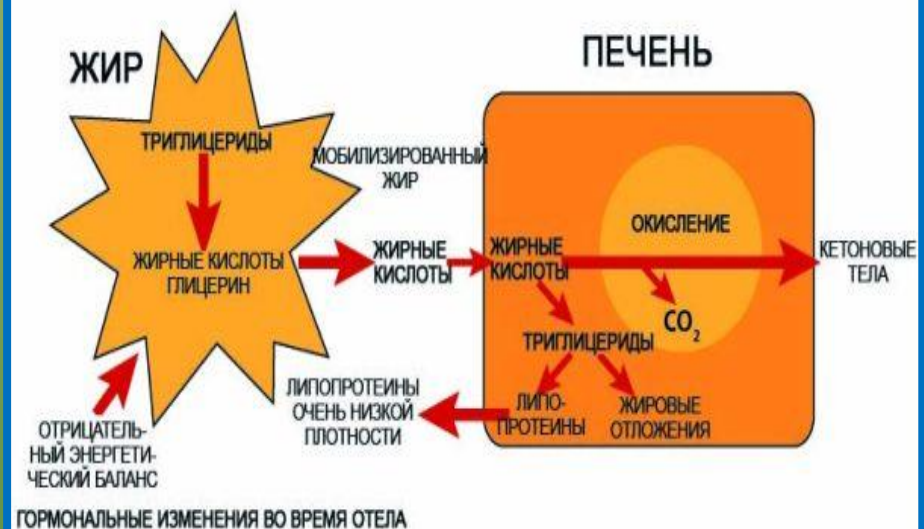 ЖИР
ПЕЧЕНЬ
ТРИГЛИЦЕРИДЫ
МОБИЛИЗИРОВАННЫЙ
ЖИР
ЖИРНЫЕ КИСЛОТЫ
ГЛИЦЕРИН
ЖИРНЫЕ
КИСЛОТЫ
ЖИРНЫЕ
КИСЛОТЫ
ОКИСЛЕНИЕ
КЕТОНОВЫЕ
ТЕЛА
CO2
ТРИГЛИЦЕРИДЫ
ЛИПО-
ПРОТЕИНЫ
ЖИРОВЫЕ
ОТЛОЖЕНИЯ
ЛИПОПРОТЕИНЫ
ОЧЕНЬ НИЗКОЙ
ПЛОТНОСТИ
ОТРИЦАТЕЛЬ-
НЫЙ ЭНЕРГЕТИ-
ЧЕСКИЙ БАЛАНС
ГОРМОНАЛЬНЫЕ ИЗМЕНЕНИЯ ВО ВРЕМЯ ОТЕЛА